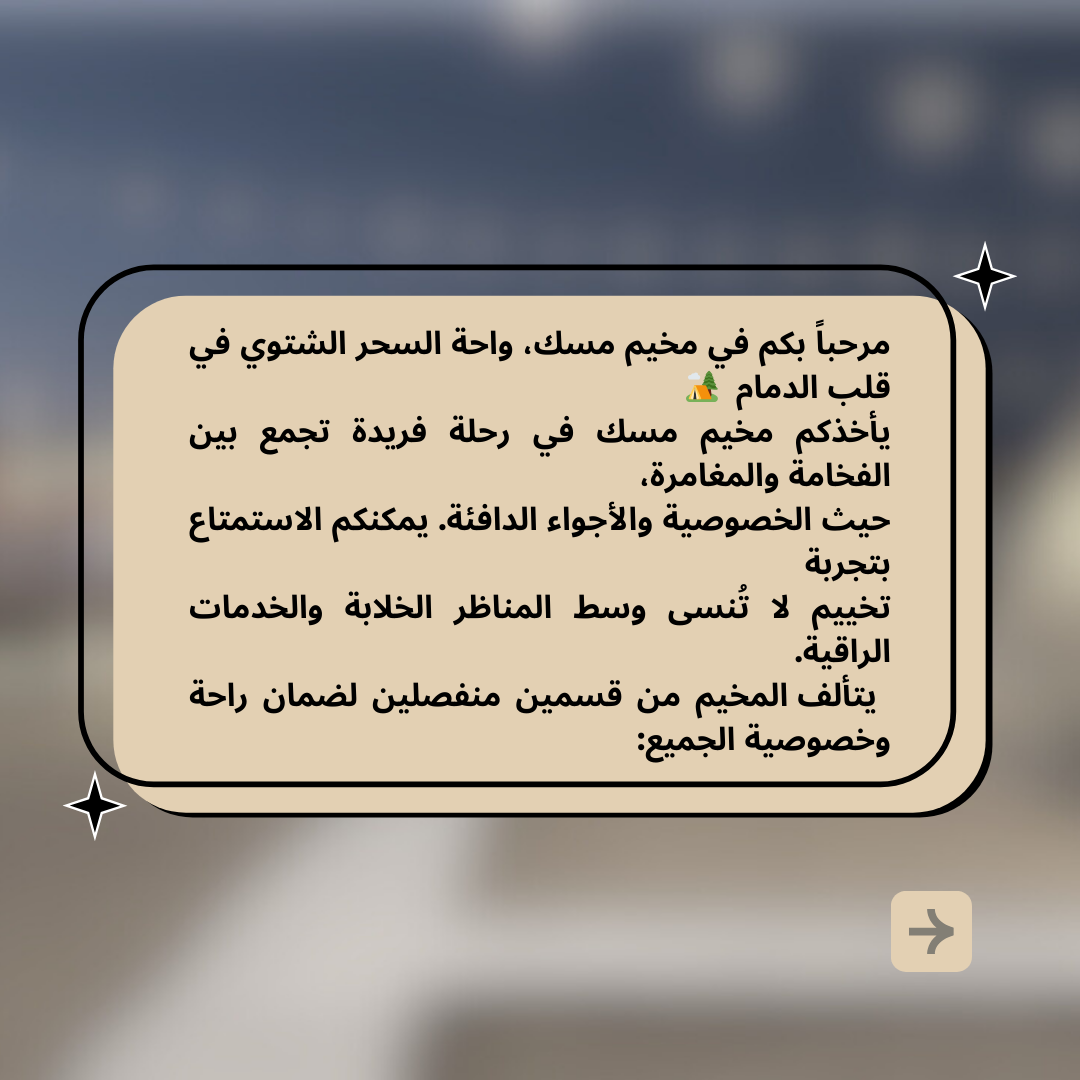 مرحباً بكم في مخيم مسك، واحة السحر الشتوي في
قلب الدمام 🏕️
يأخذكم مخيم مسك في رحلة فريدة تجمع بين
الفخامة والمغامرة،
حيث الخصوصية والأجواء الدافئة. يمكنكم الاستمتاع
بتجربة
تخييم لا تُنسى وسط المناظر الخلابة والخدمات
الراقية.
يتألف المخيم من قسمين منفصلين لضمان راحة
وخصوصية الجميع: